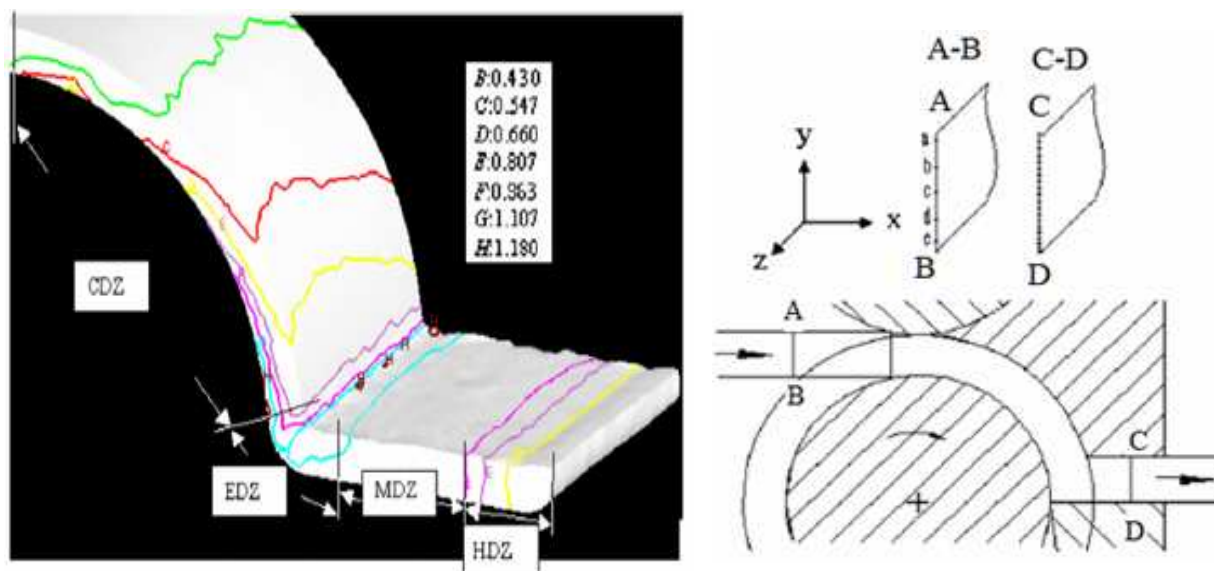 B:0.430
C:0.547
D:0.660
E:0.807
F:0.963
G:1.107
H:1.180
CDZ
EDZ
MDZ
HDZ
A-B
C-D
A
C
a
b
c
d
e
B
D
y
x
z
A
B
C
D